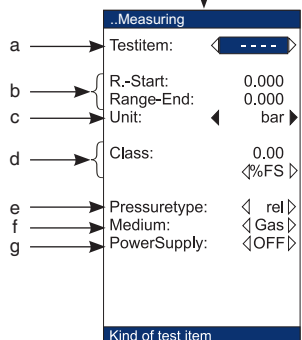 ..Measuring
a Testitem: - - - -
b R.-Start: 0.000
Range-End: 0.000
c Unit: bar
d Class: 0.00
%FS
e Pressuretype: rel
f Medium: Gas
g PowerSupply: OFF
Kind of test item